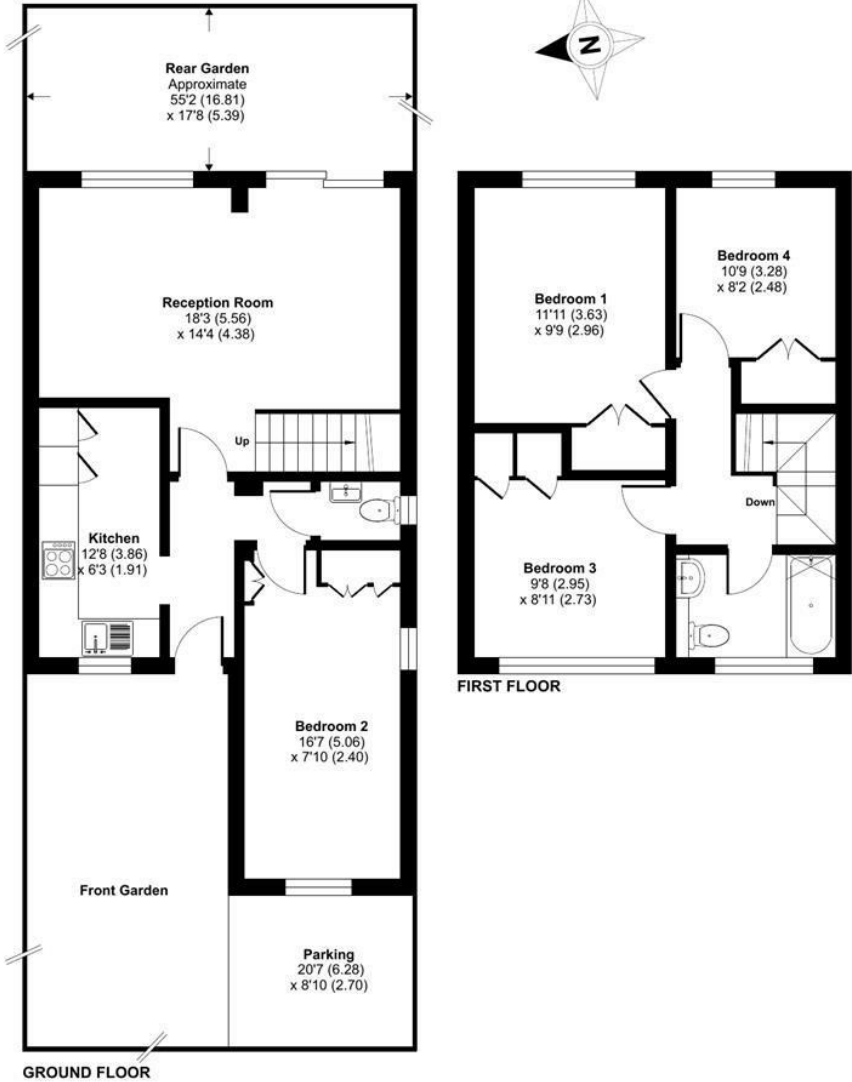 N
Rear Garden
Approximate
55'2 (16.81)
x 17'8 (5.39)
Reception Room
18'3 (5.56)
x 14'4 (4.38)
Up
Kitchen
12'8 (3.86)
x 6'3 (1.91)
Bedroom 2
16'7 (5.06)
x 7'10 (2.40)
Front Garden
Parking
20'7 (6.28)
x 8'10 (2.70)
GROUND FLOOR
Bedroom 1
11'11 (3.63)
x 9'9 (2.96)
Bedroom 4
10'9 (3.28)
x 8'2 (2.48)
Down
Bedroom 3
9'8 (2.95)
x 8'11 (2.73)
FIRST FLOOR